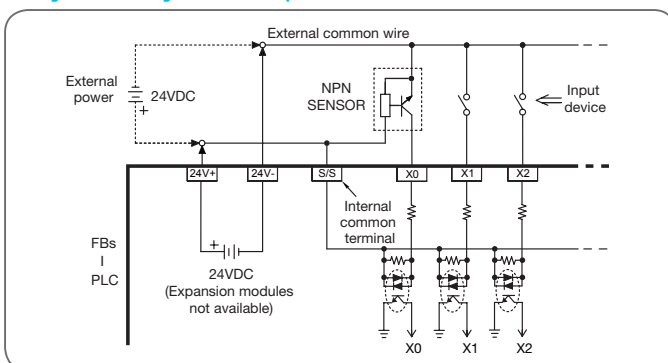 External common wire
External
power
24VDC
+
NPN
SENSOR
Input
device
24V+
24V-
S/S
X0
X1
X2
Internal
common
terminal
FBs
I
PLC
+
24VDC
(Expansion modules
not available)
X0
X1
X2